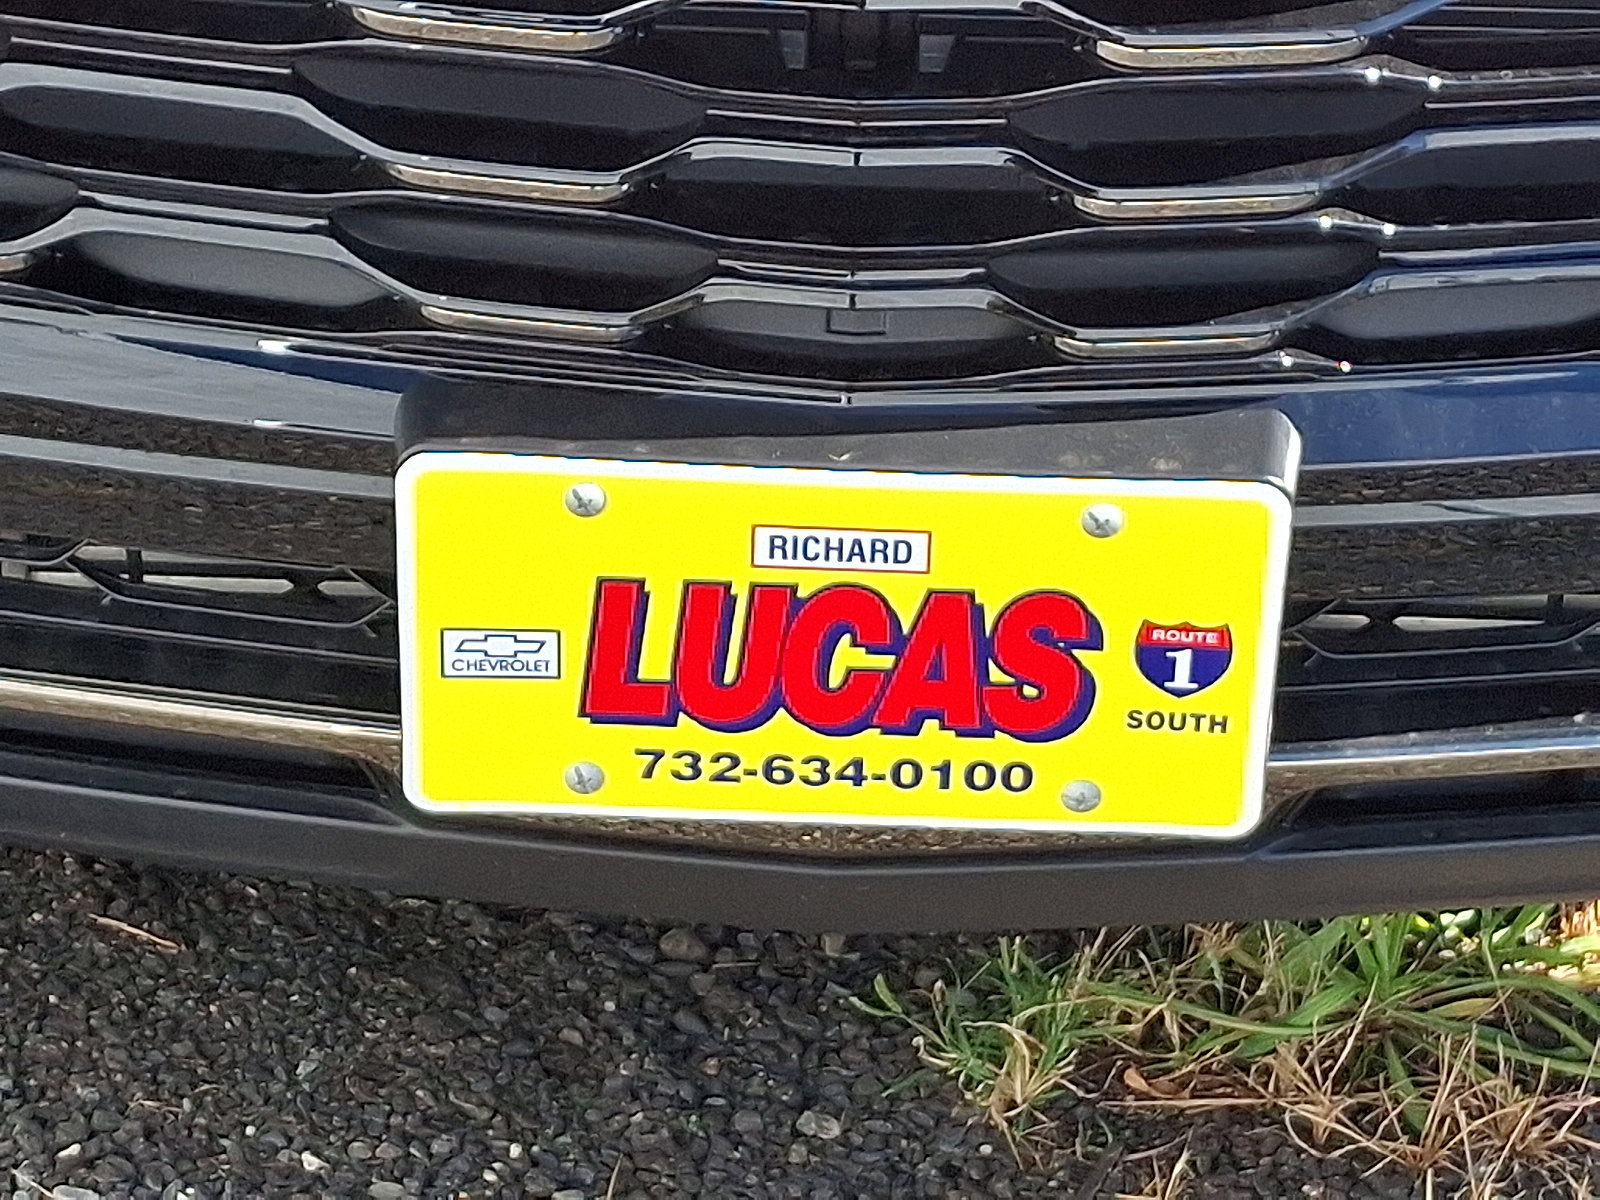 RICHARD
LUCAS
CHEVROLET
ROUTE
1
SOUTH
732-634-0100